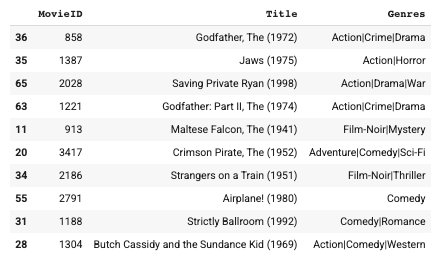 MovieID Title Genres
36 858 Godfather, The (1972) Action|Crime|Drama
35 1387 Jaws (1975) Action|Horror
65 2028 Saving Private Ryan (1998) Action|Drama|War
63 1221 Godfather: Part II, The (1974) Action|Crime|Drama
11 913 Maltese Falcon, The (1941) Film-Noir|Mystery
20 3417 Crimson Pirate, The (1952) Adventure|Comedy|Sci-Fi
34 2186 Strangers on a Train (1951) Film-Noir|Thriller
55 2791 Airplane! (1980) Comedy
31 1188 Strictly Ballroom (1992) Comedy|Romance
28 1304 Butch Cassidy and the Sundance Kid (1969) Action|Comedy|Western